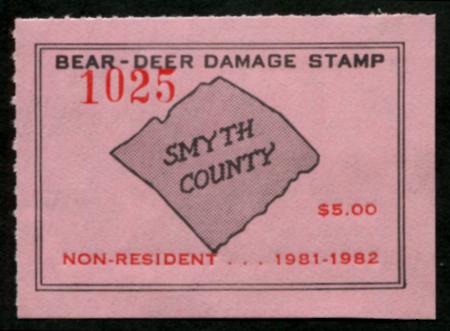 BEAR-DEER DAMAGE STAMP
1025
SMYTH
COUNTY
$5.00
NON-RESIDENT . . . 1981-1982